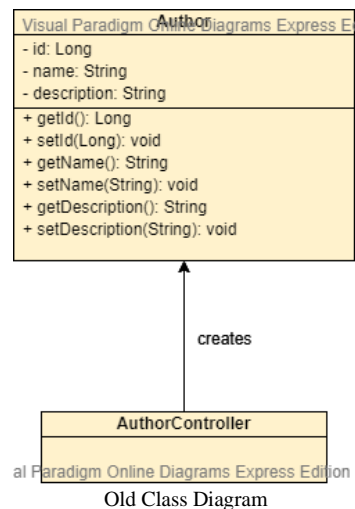 Visual Paradigm Online Diagrams Express E
Author
- id: Long
- name: String
- description: String
+ getId(): Long
+ setId(Long): void
+ getName(): String
+ setName(String): void
+ getDescription(): String
+ setDescription(String): void
creates
AuthorController
al Paradigm Online Diagrams Express Edition
Old Class Diagram